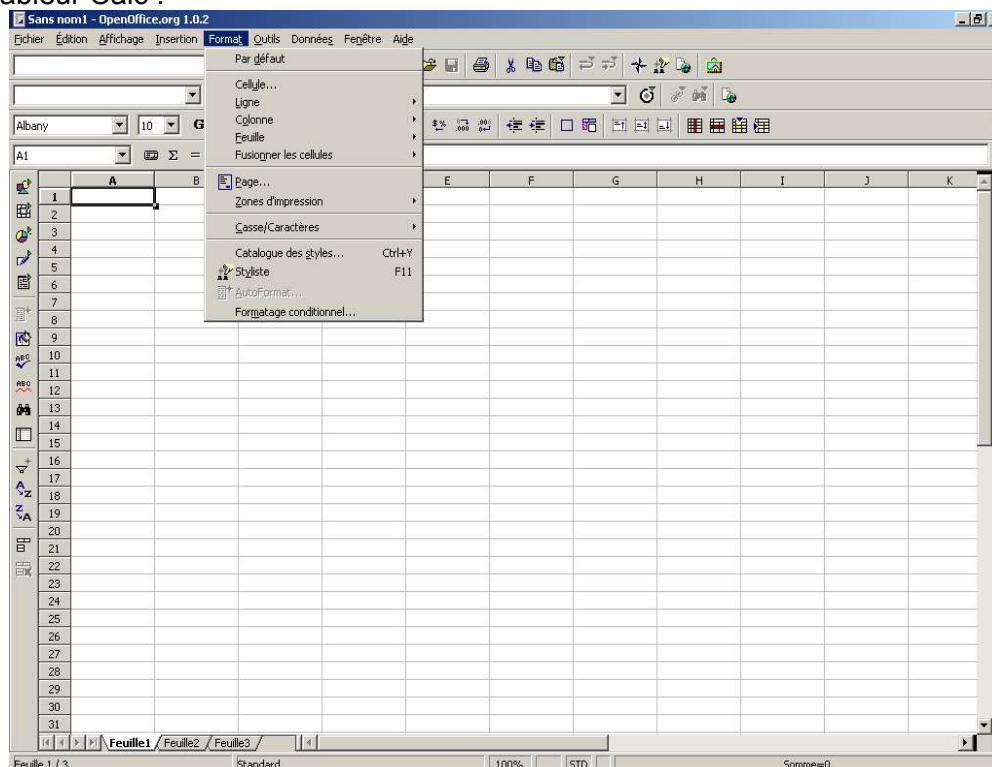 Tableur Calc :
Sans nom1 - OpenOffice.org 1.0.2
Fichier Édition Affichage Insertion Format Outils Données Fenêtre Aide
Par défaut
Cellule...
Ligne
Colonne
Feuille
Fusionner les cellules
Page...
Zones d'impression
Casse/Caractères
Catalogue des styles... Ctrl+Y
Styliste F11
AutoFormat...
Formatage conditionnel...
Albany 10 G
A1 Σ =
A B E F G H I J K
1
2
3
4
5
6
7
8
9
10
11
12
13
14
15
16
17
18
19
20
21
22
23
24
25
26
27
28
29
30
31
Feuille1 Feuille2 Feuille3
Feuille 1 / 3 Standard 100% STD Somme=0